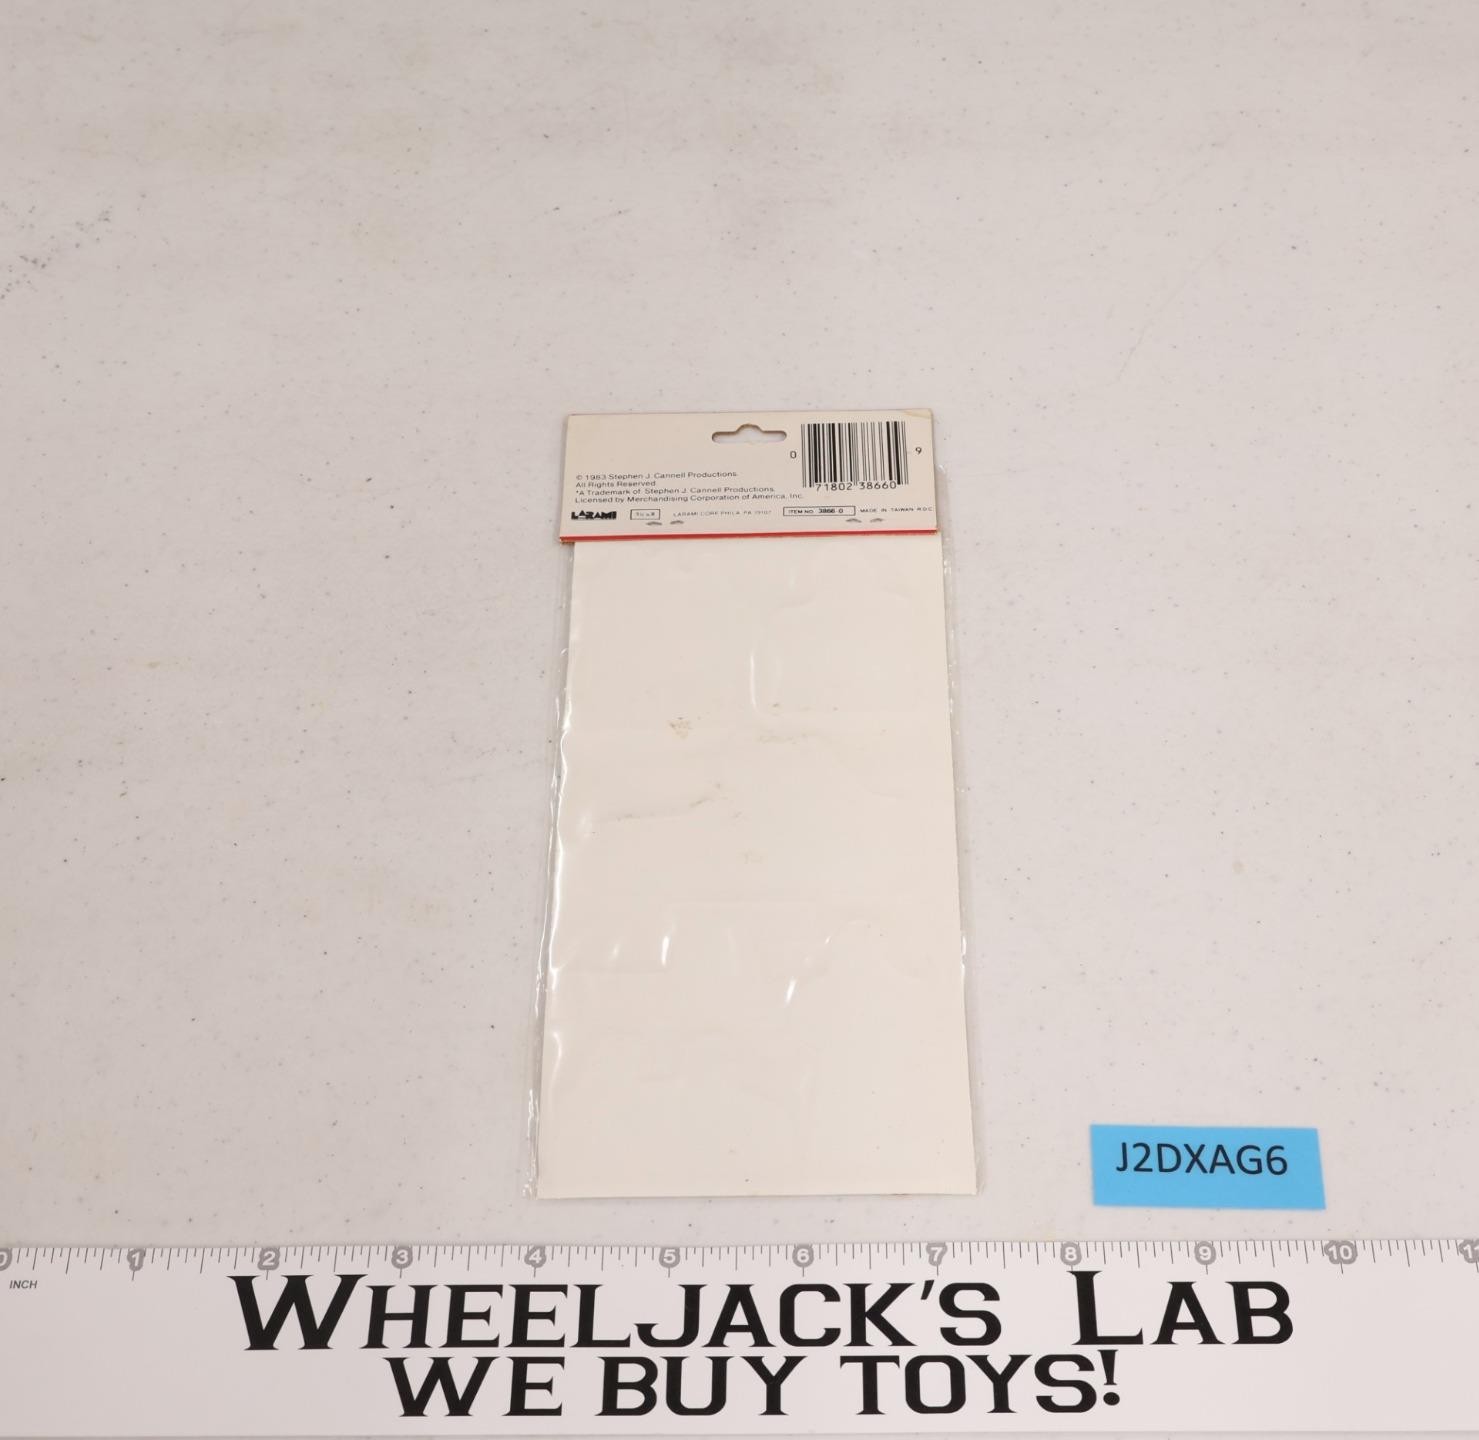 0 71802 38660 9
© 1983 Stephen J. Cannell Productions.
All Rights Reserved.
*A Trademark of Stephen J. Cannell Productions.
Licensed by Merchandising Corporation of America, Inc.
LARAMI
LARAMI CORP. PHILA. PA 19107
ITEM NO. 3866-0
MADE IN TAIWAN R.O.C.
J2DXAG6
0 1 2 3 4 5 6 7 8 9 10 11
INCH
WHEELJACK'S LAB
WE BUY TOYS!